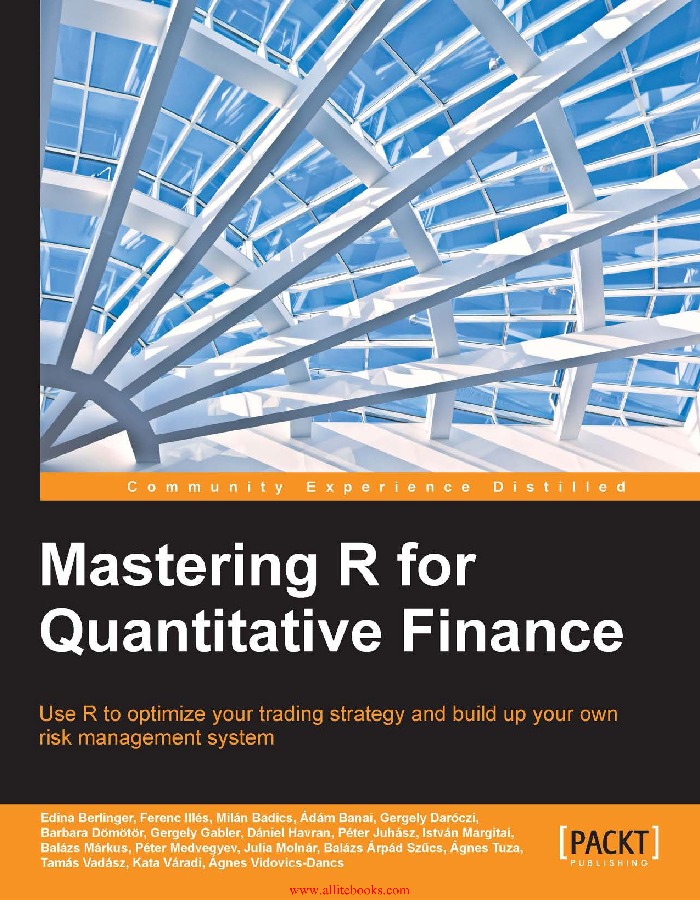 Community Experience Distilled
Mastering R for
Quantitative Finance
Use R to optimize your trading strategy and build up your own
risk management system
Edina Berlinger, Ferenc Illés, Milán Badics, Ádám Banai, Gergely Daróczi,
Barbara Dömötör, Gergely Gabler, Dániel Havran, Péter Juhász, István Margitai,
Balázs Márkus, Péter Medvegyev, Julia Molnár, Balázs Árpád Szűcs, Ágnes Tuza,
Tamás Vadász, Kata Váradi, Ágnes Vidovics-Dancs
[PACKT]
PUBLISHING
www.allitebooks.com